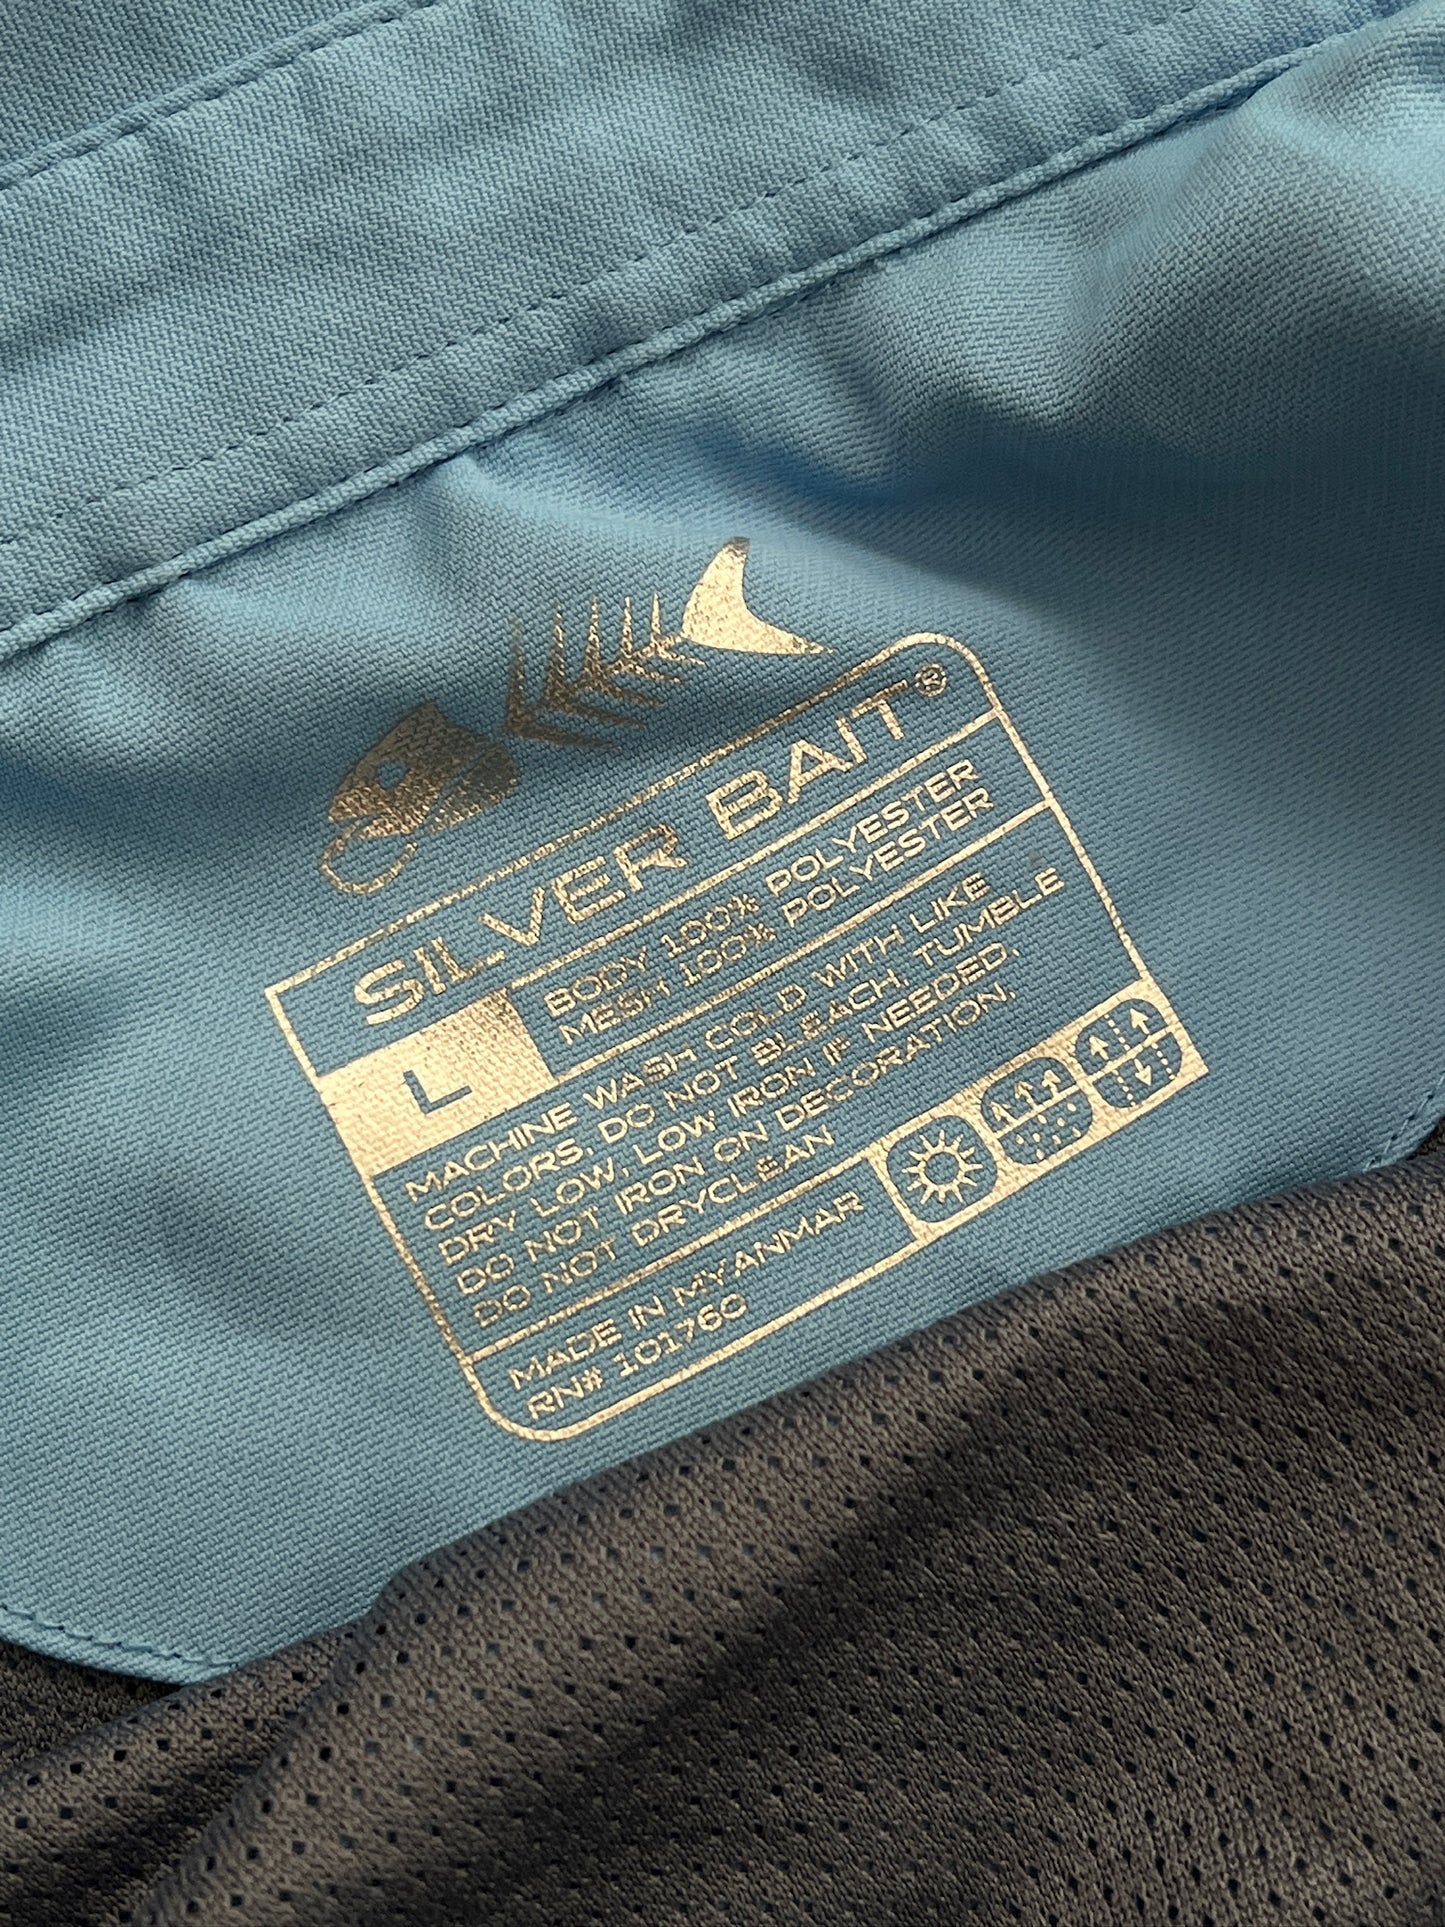 SILVER BAIT®
L
BODY 100% POLYESTER
MESH 100% POLYESTER
MACHINE WASH COLD WITH LIKE
COLORS, DO NOT BLEACH, TUMBLE
DRY LOW, LOW IRON IF NEEDED,
DO NOT IRON ON DECORATION,
DO NOT DRYCLEAN
MADE IN MYANMAR
RN# 101760